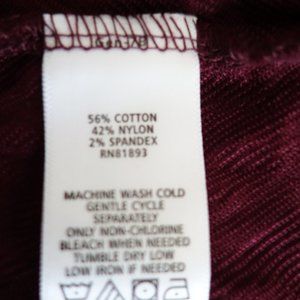 56% COTTON
42% NYLON
2% SPANDEX
RN81893
MACHINE WASH COLD
GENTLE CYCLE
SEPARATELY
ONLY NON-CHLORINE
BLEACH WHEN NEEDED
TUMBLE DRY LOW
LOW IRON IF NEEDED